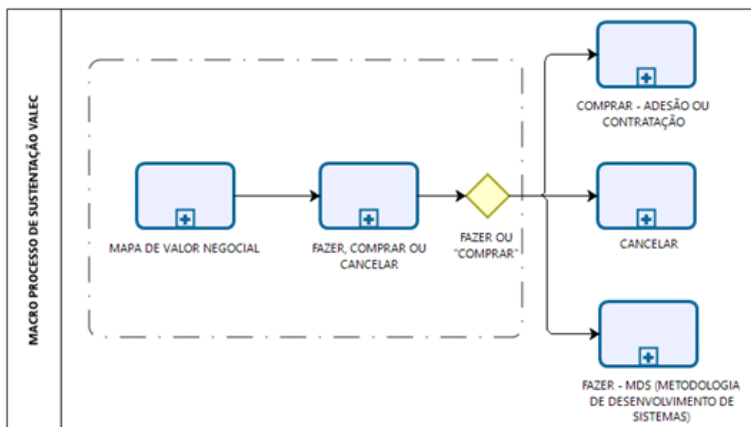 MACRO PROCESSO DE SUSTENTAÇÃO VALEC
MAPA DE VALOR NEGOCIAL
FAZER, COMPRAR OU
CANCELAR
FAZER OU
"COMPRAR"
COMPRAR - ADESÃO OU
CONTRATAÇÃO
CANCELAR
FAZER - MDS (METODOLOGIA
DE DESENVOLVIMENTO DE
SISTEMAS)